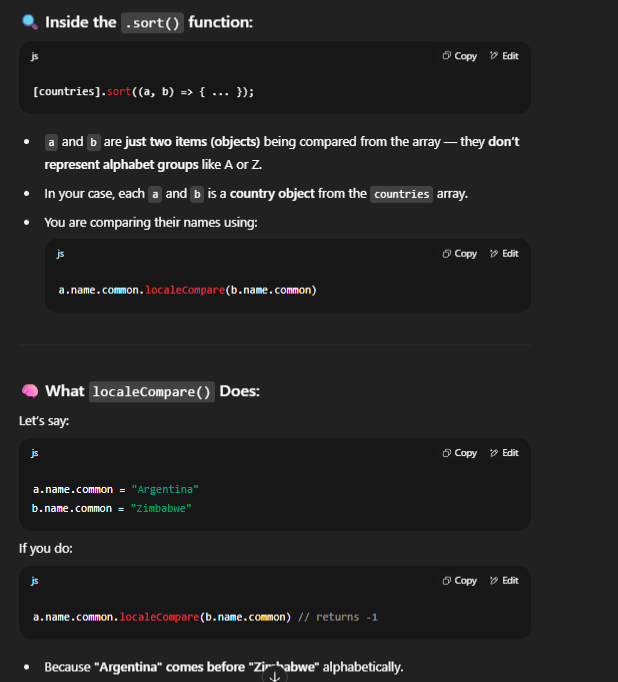 Inside the .sort() function:
js
Copy
Edit
[countries].sort((a, b) => { ... });
a and b are just two items (objects) being compared from the array — they don't
represent alphabet groups like A or Z.
In your case, each a and b is a country object from the countries array.
You are comparing their names using:
js
Copy
Edit
a.name.common.localeCompare(b.name.common)
What localeCompare() Does:
Let's say:
js
Copy
Edit
a.name.common = "Argentina"
b.name.common = "Zimbabwe"
If you do:
js
Copy
Edit
a.name.common.localeCompare(b.name.common) // returns -1
Because "Argentina" comes before "Zimbabwe" alphabetically.